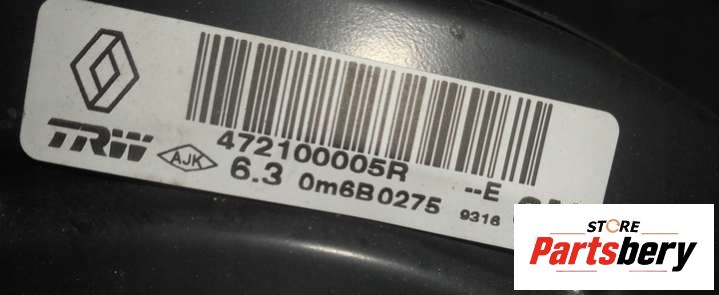 472100005R --E
TRW AJK 6.3 0m6B0275 9316
STORE
Partsbery